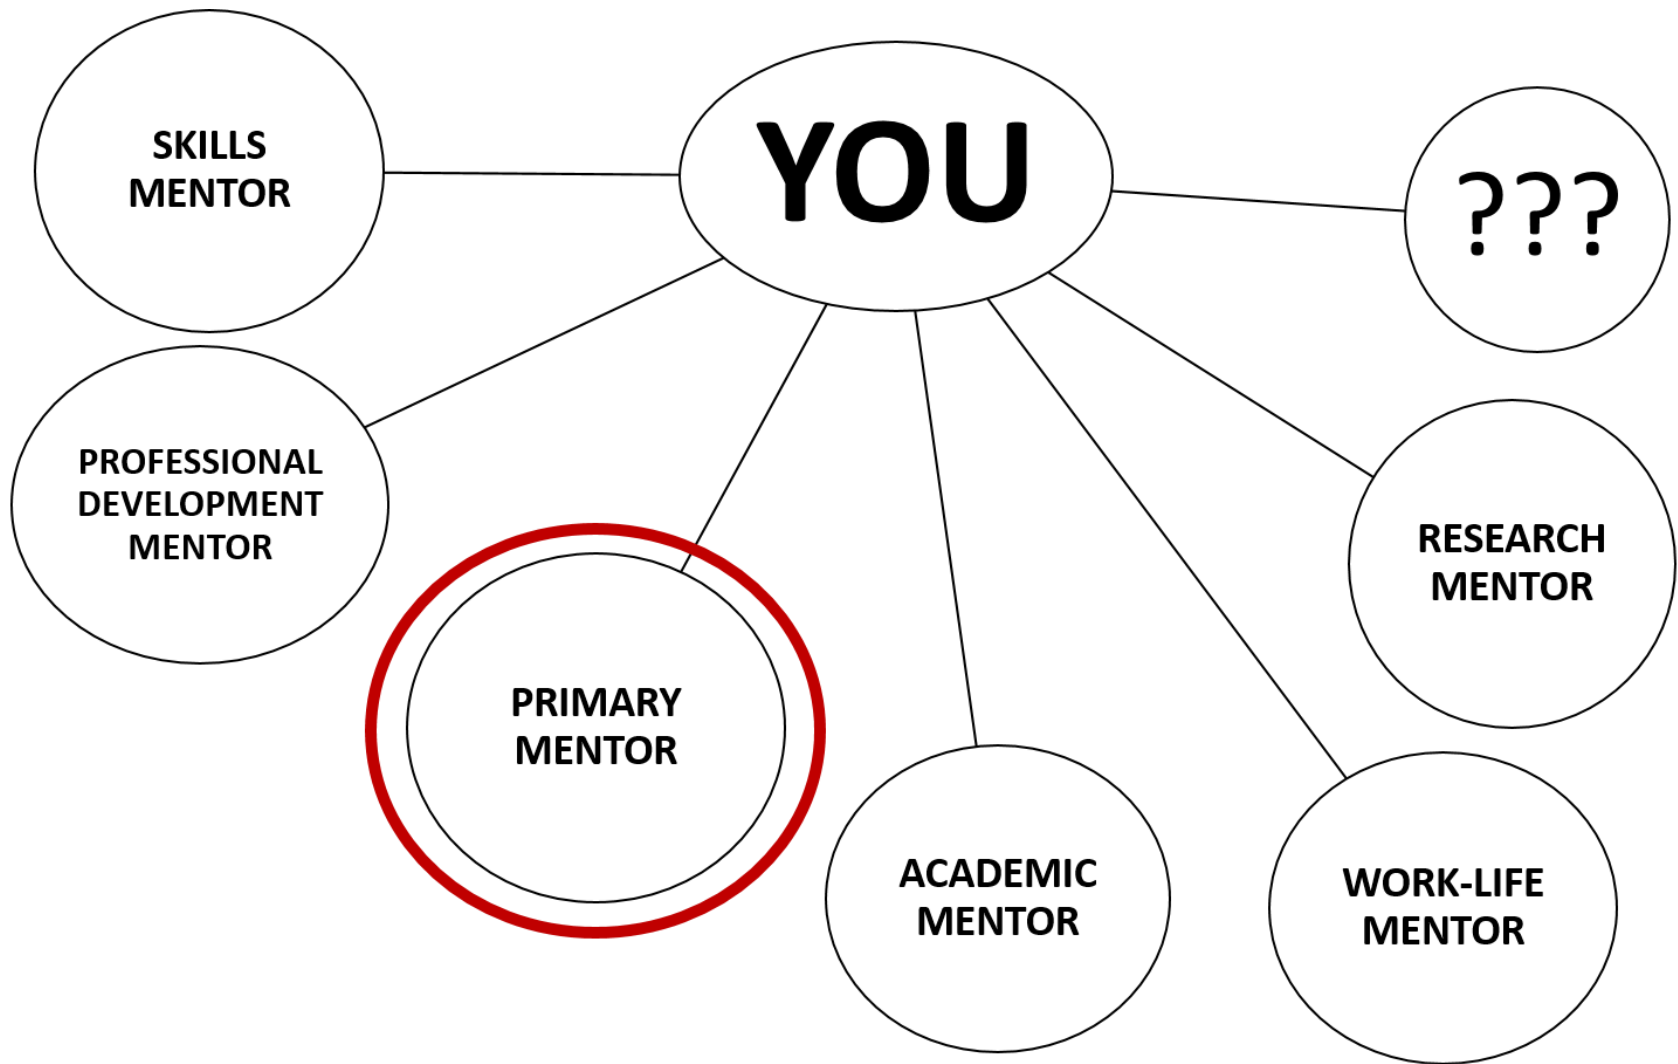 YOU
SKILLS
MENTOR
???
PROFESSIONAL
DEVELOPMENT
MENTOR
RESEARCH
MENTOR
PRIMARY
MENTOR
ACADEMIC
MENTOR
WORK-LIFE
MENTOR